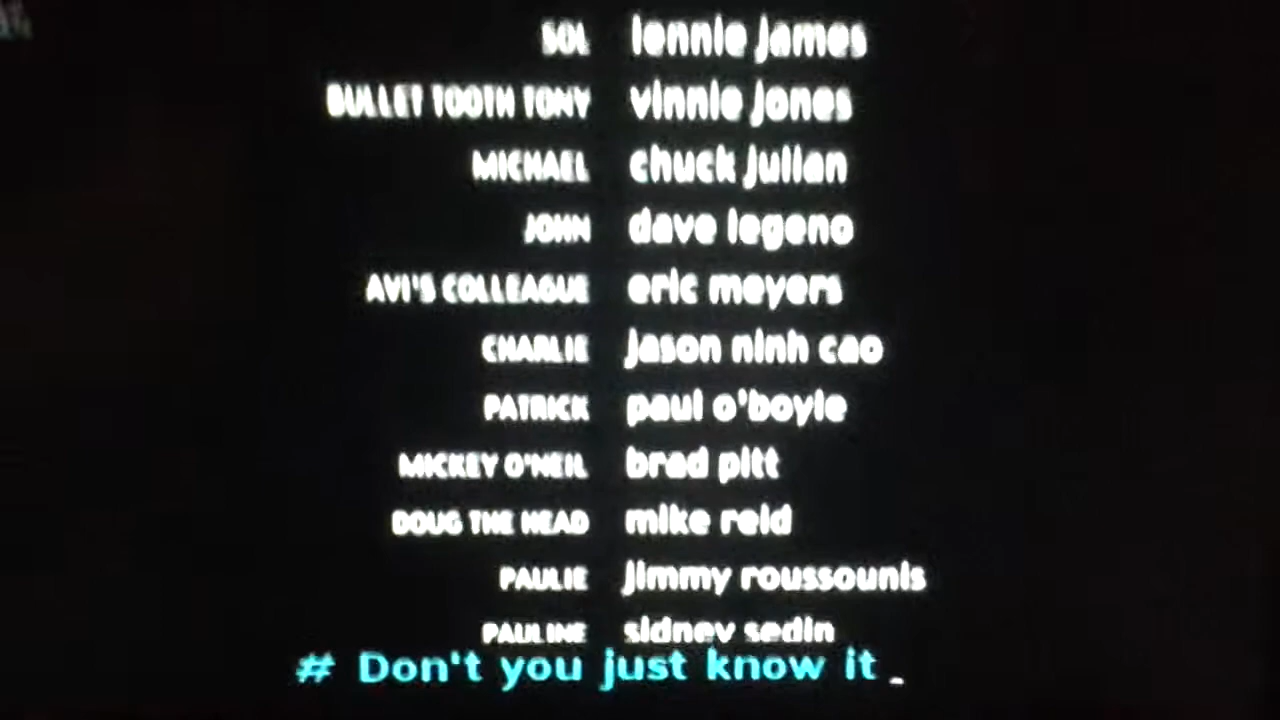 SOL lennie james
BULLET TOOTH TONY vinnie jones
MICHAEL chuck julian
JOHN dave legeno
AVI'S COLLEAGUE eric meyers
CHARLIE jason ninh cao
PATRICK paul o'boyle
MICKEY O'NEIL brad pitt
DOUG THE HEAD mike reid
PAULIE jimmy roussounis
PAULINE sidney sedin
# Don't you just know it _